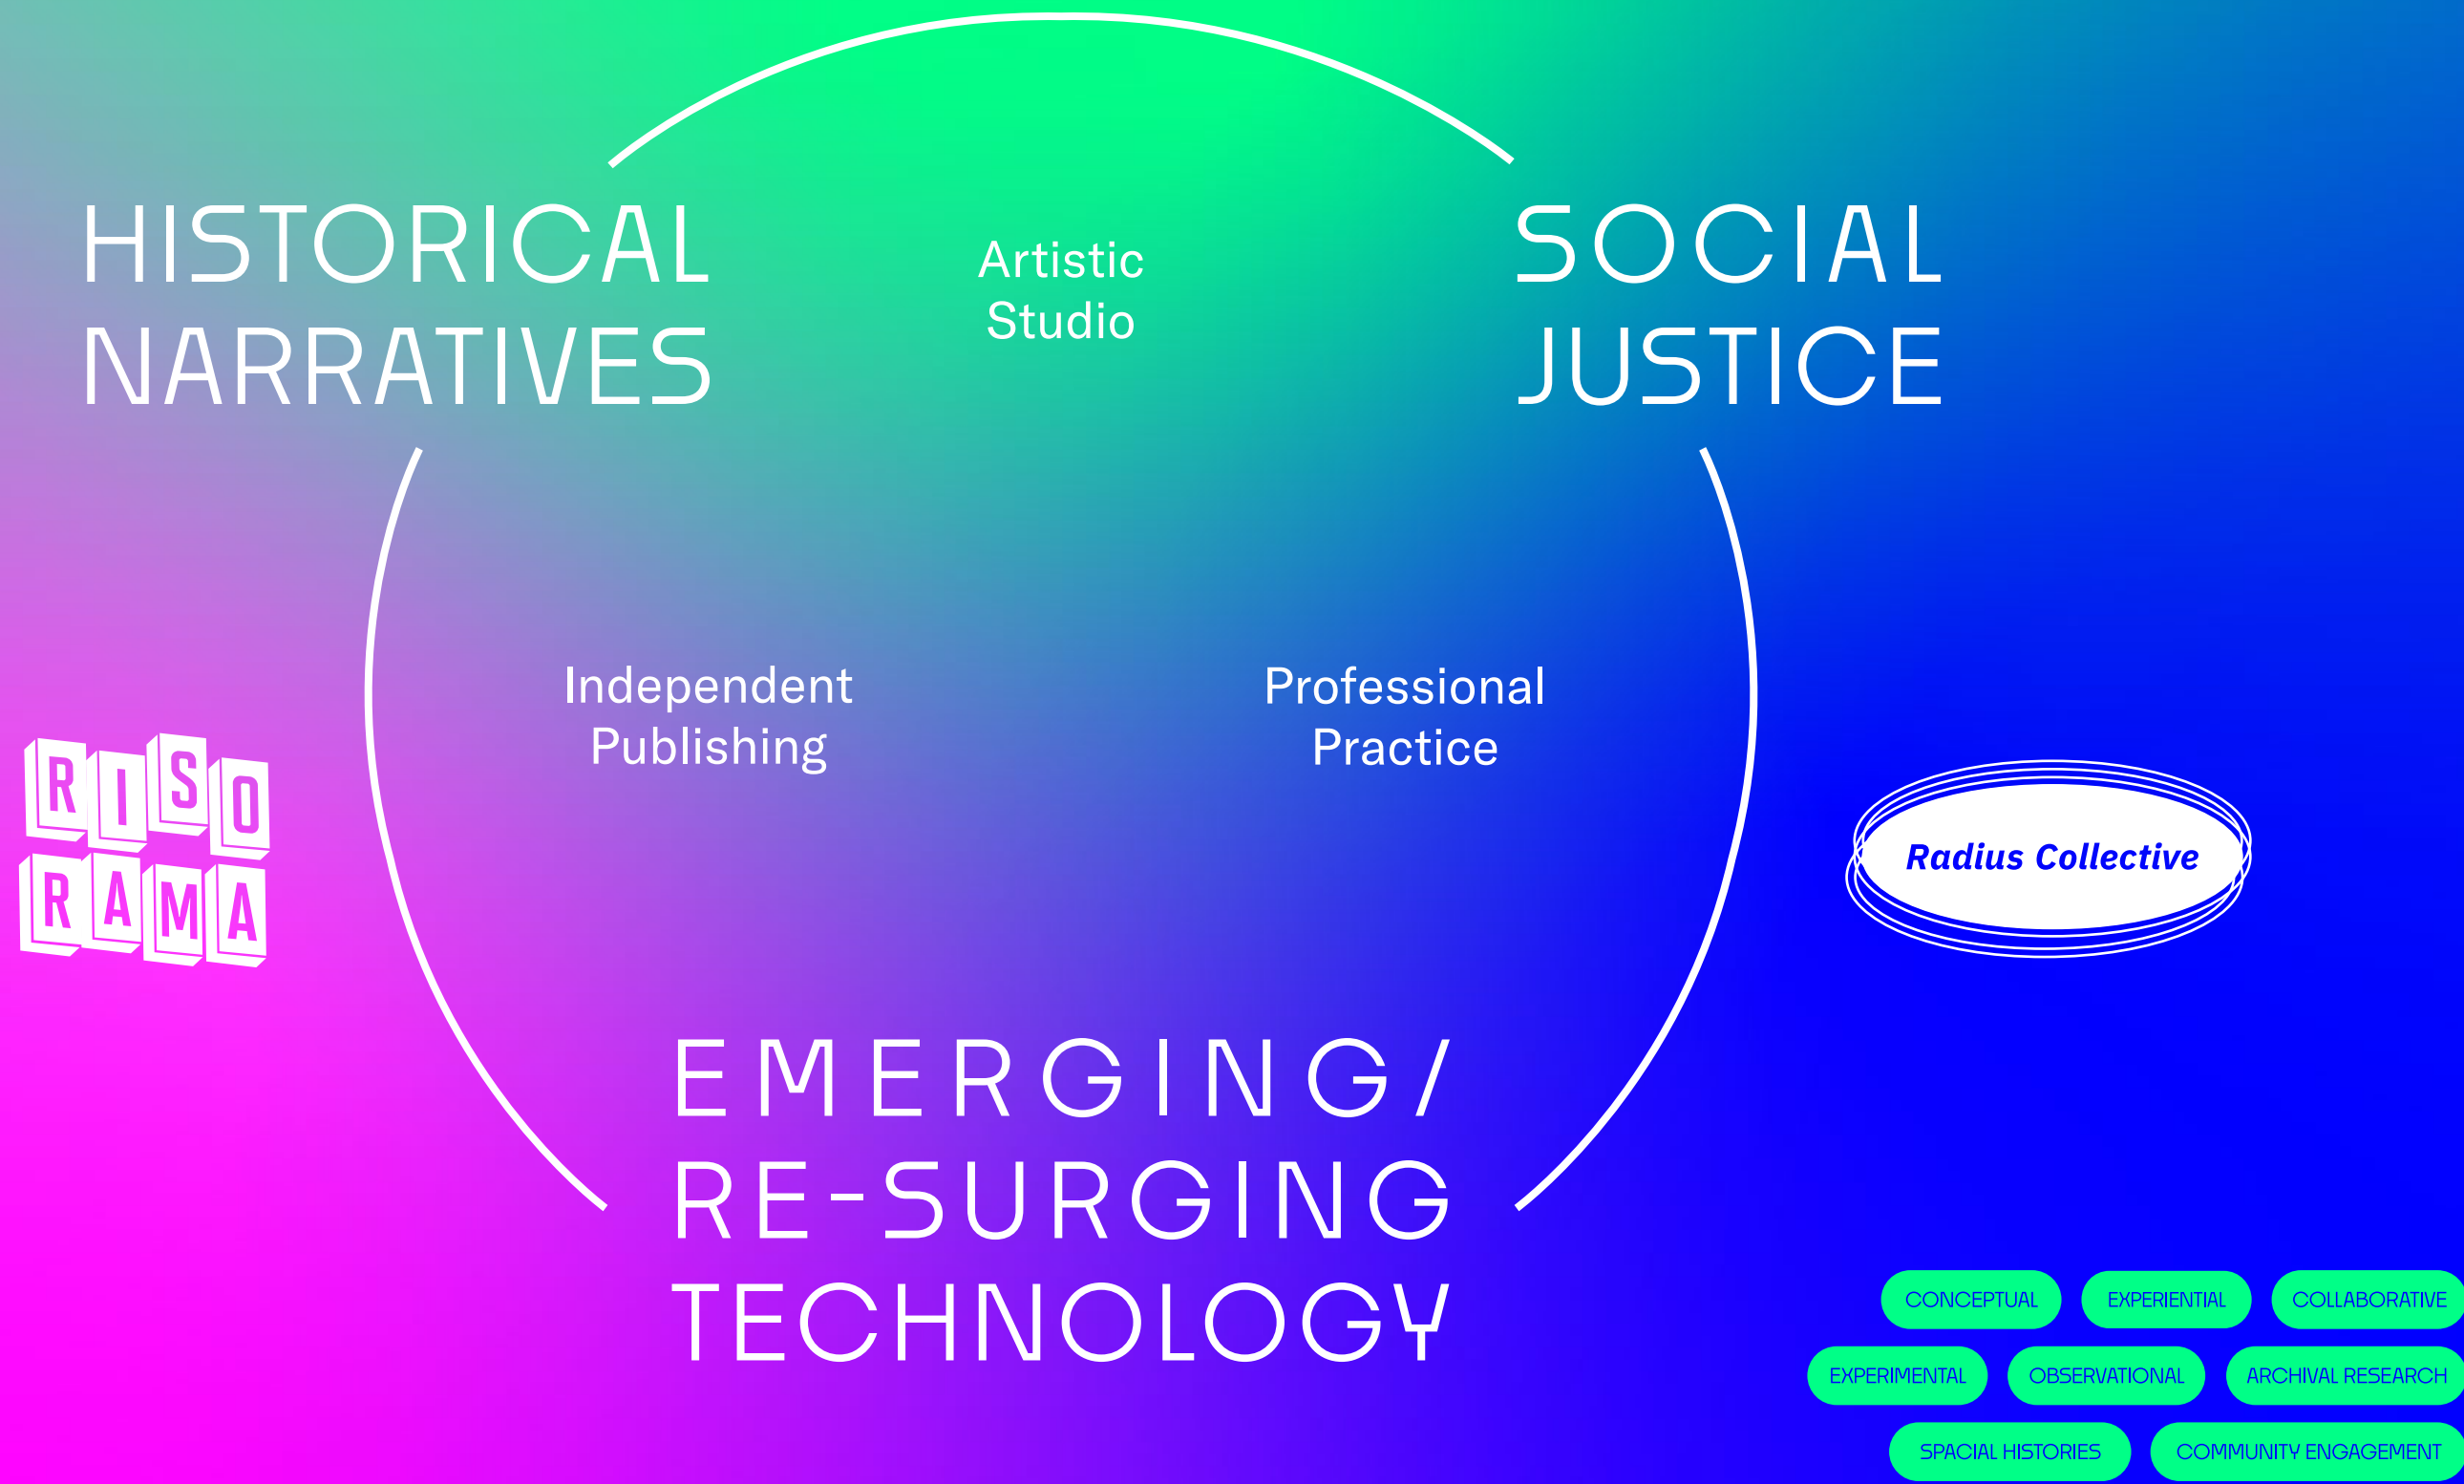 HISTORICAL
NARRATIVES
Artistic
Studio
SOCIAL
JUSTICE
Independent
Publishing
Professional
Practice
RISO
RAMA
Radius Collective
EMERGING/
RE-SURGING
TECHNOLOGY
CONCEPTUAL
EXPERIENTIAL
COLLABORATIVE
EXPERIMENTAL
OBSERVATIONAL
ARCHIVAL RESEARCH
SPACIAL HISTORIES
COMMUNITY ENGAGEMENT